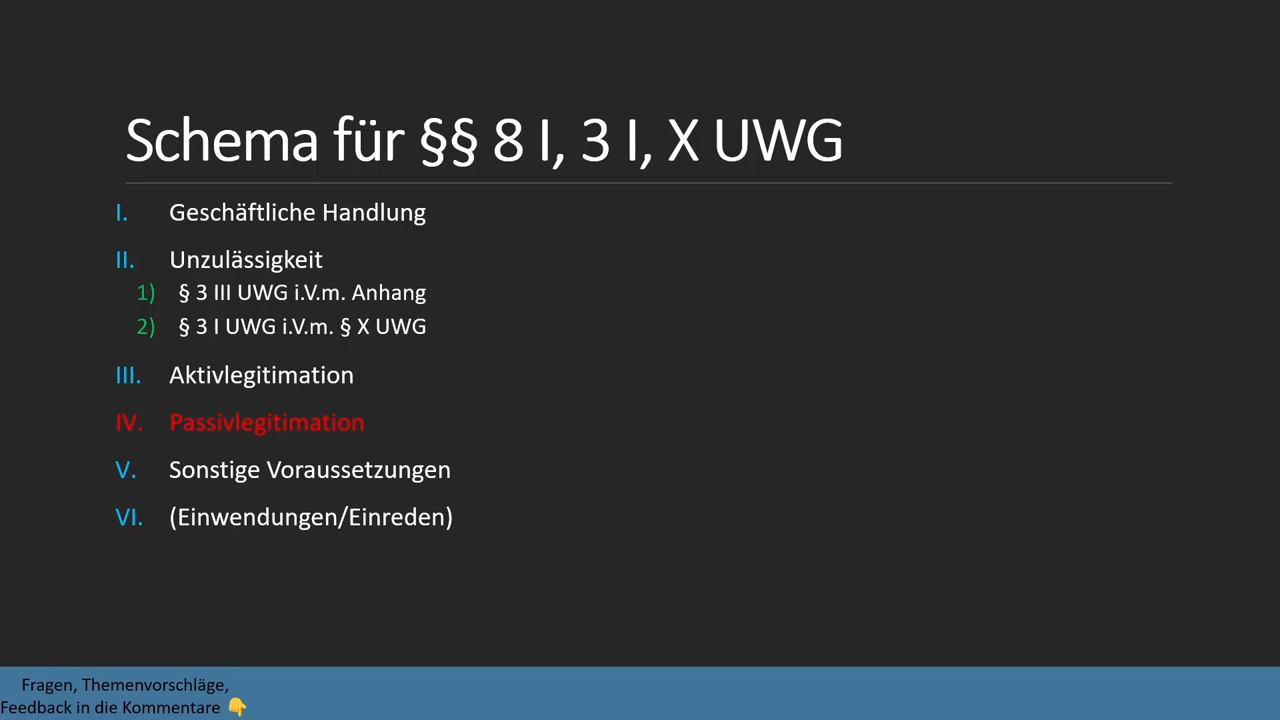 Schema für §§ 8 I, 3 I, X UWG
I. Geschäftliche Handlung
II. Unzulässigkeit
1) § 3 III UWG i.V.m. Anhang
2) § 3 I UWG i.V.m. § X UWG
III. Aktivlegitimation
IV. Passivlegitimation
V. Sonstige Voraussetzungen
VI. (Einwendungen/Einreden)
Fragen, Themenvorschläge,
Feedback in die Kommentare 👇